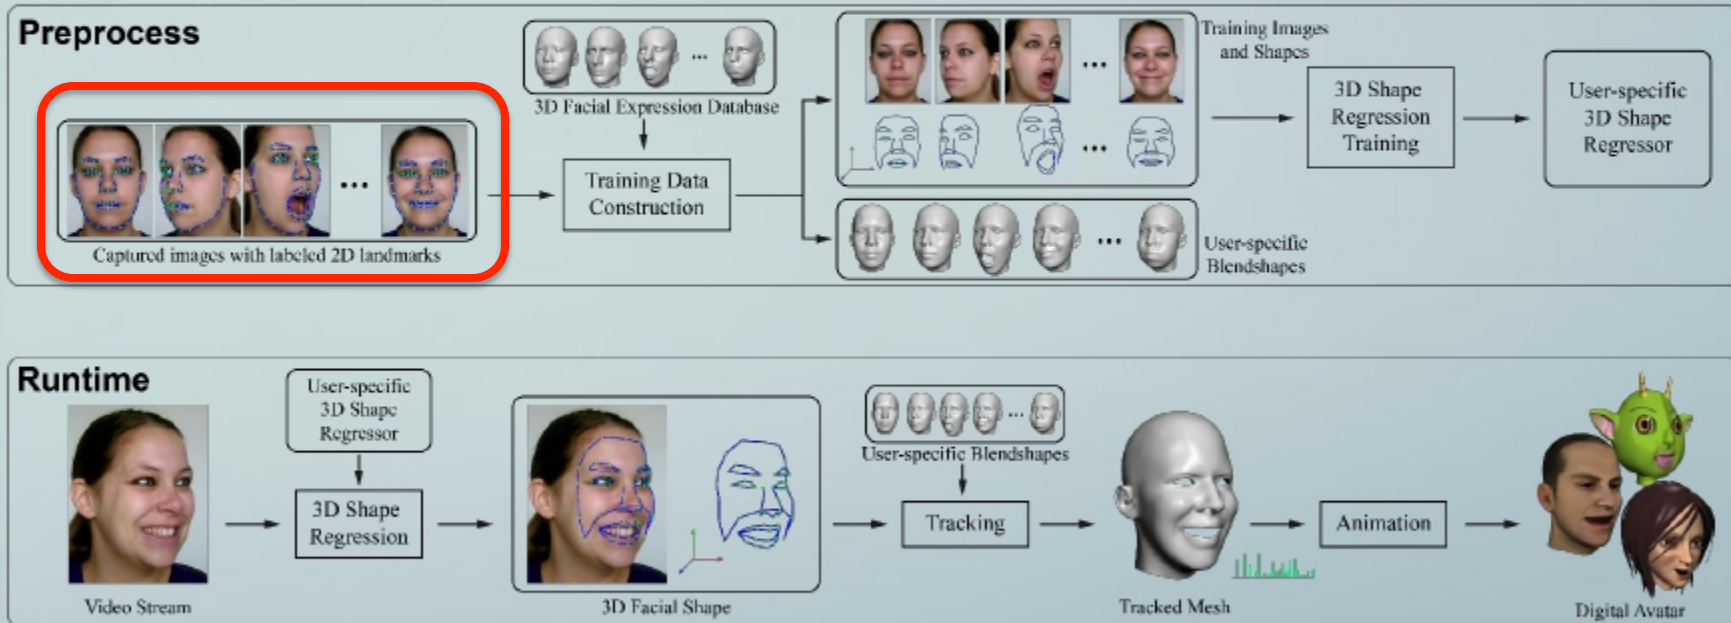 Preprocess
3D Facial Expression Database
Captured images with labeled 2D landmarks
Training Data
Construction
Training Images
and Shapes
User-specific
Blendshapes
3D Shape
Regression
Training
User-specific
3D Shape
Regressor
Runtime
Video Stream
User-specific
3D Shape
Regressor
3D Shape
Regression
3D Facial Shape
User-specific Blendshapes
Tracking
Tracked Mesh
Animation
Digital Avatar